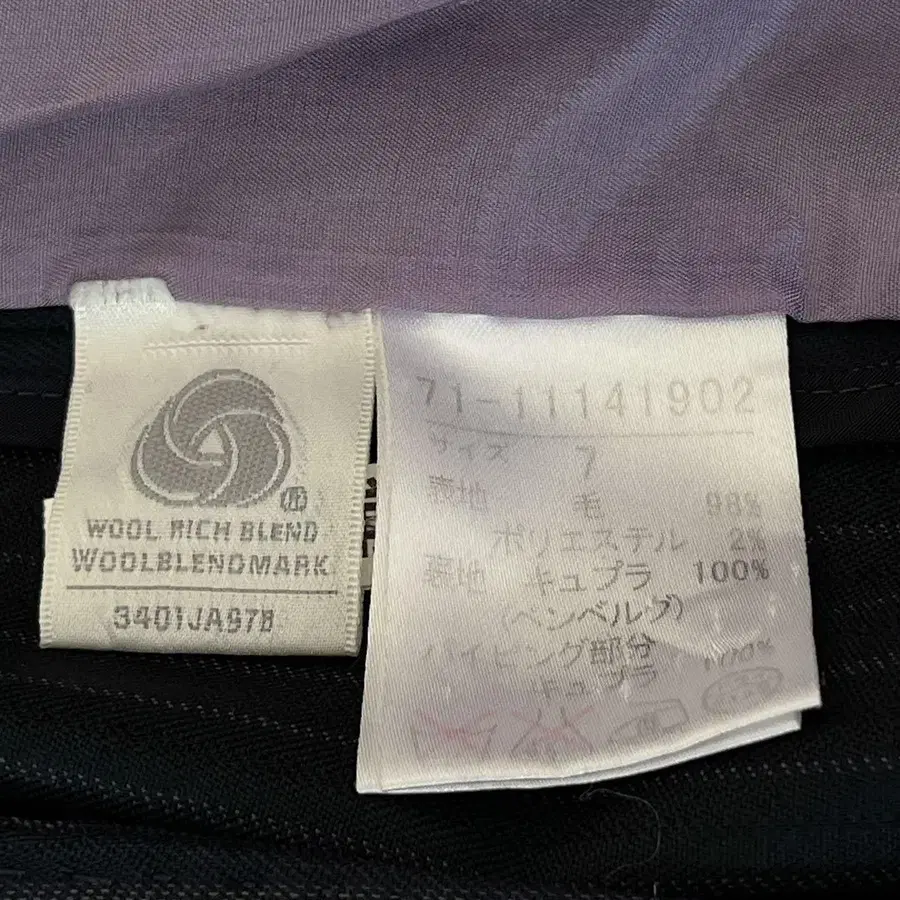 WOOL RICH BLEND
WOOLBLENDMARK
3401JA97B
71-11141902
サイズ 7
表地 毛 98%
ポリエステル 2%
裏地 キュプラ 100%
(ベンベルグ)
パイピング部分
キュプラ 100%